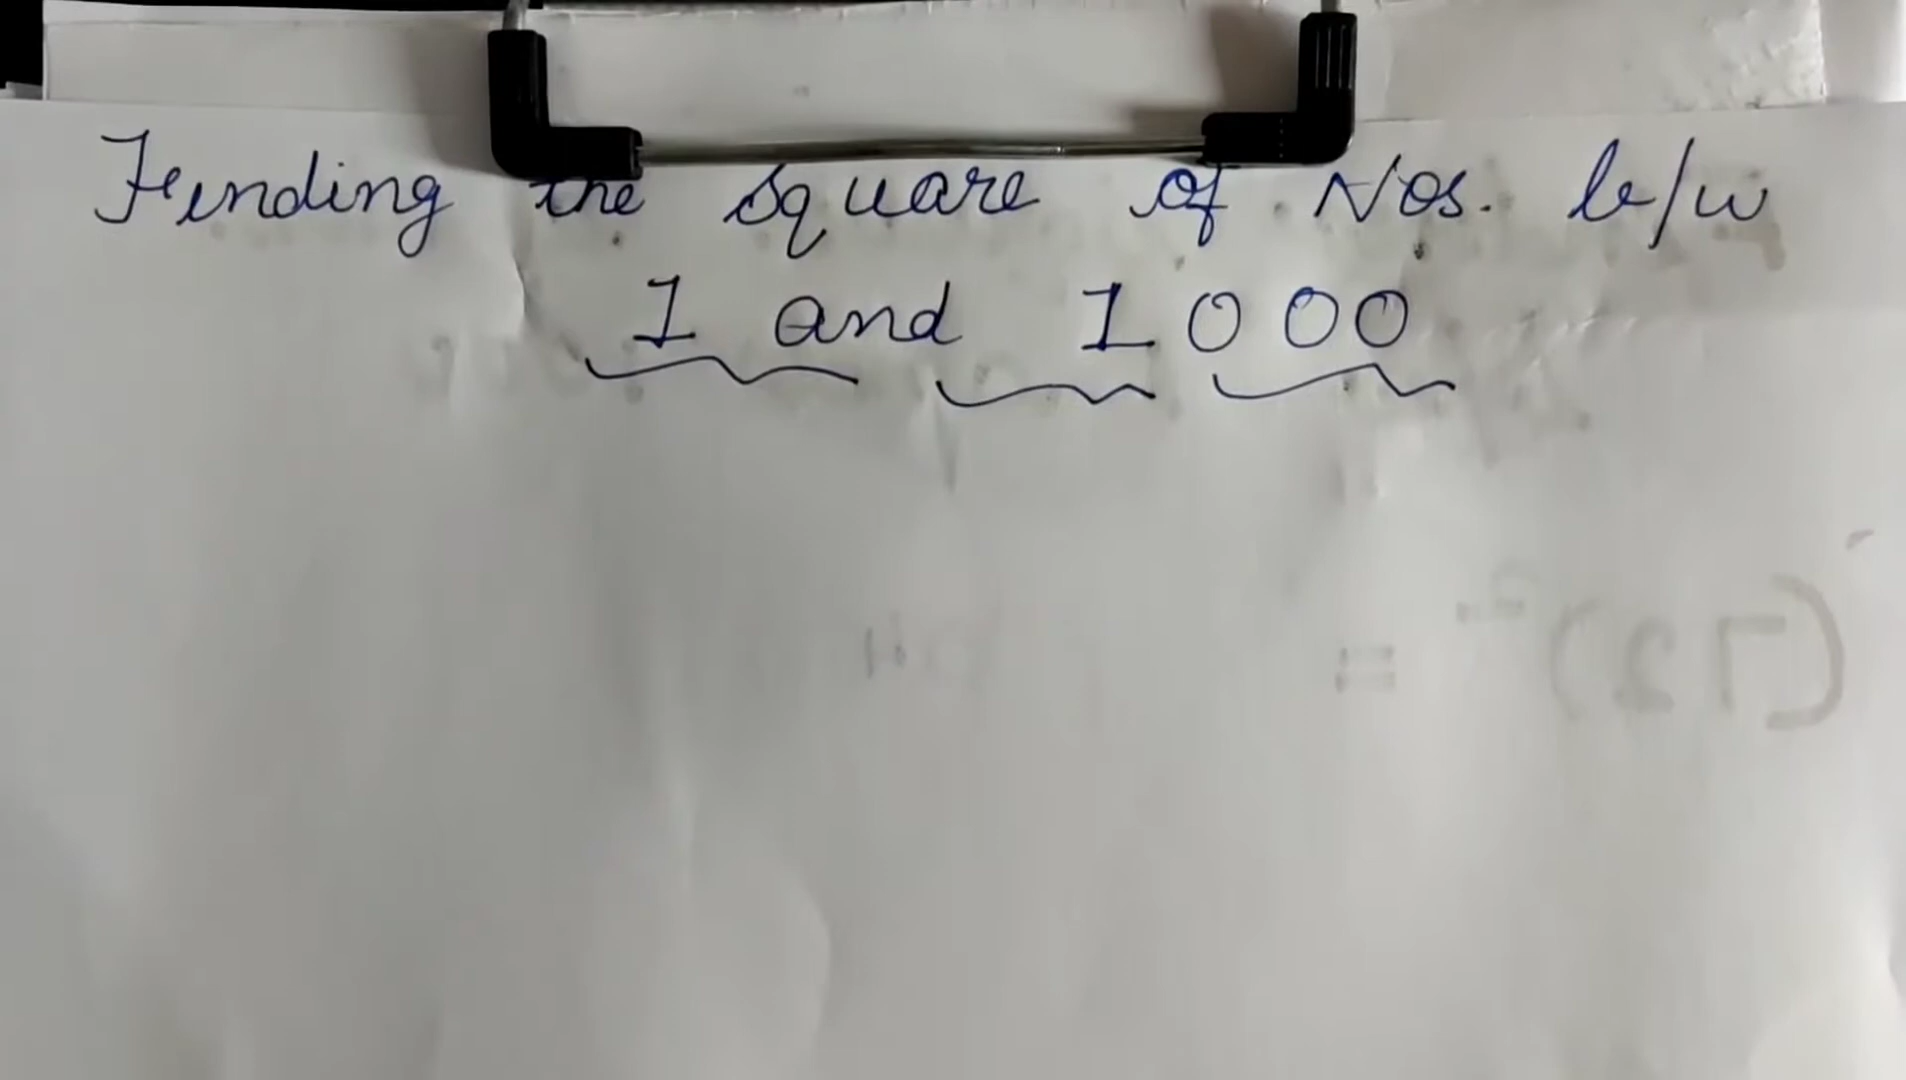 Finding the square of Nos. b/w
1 and 1000